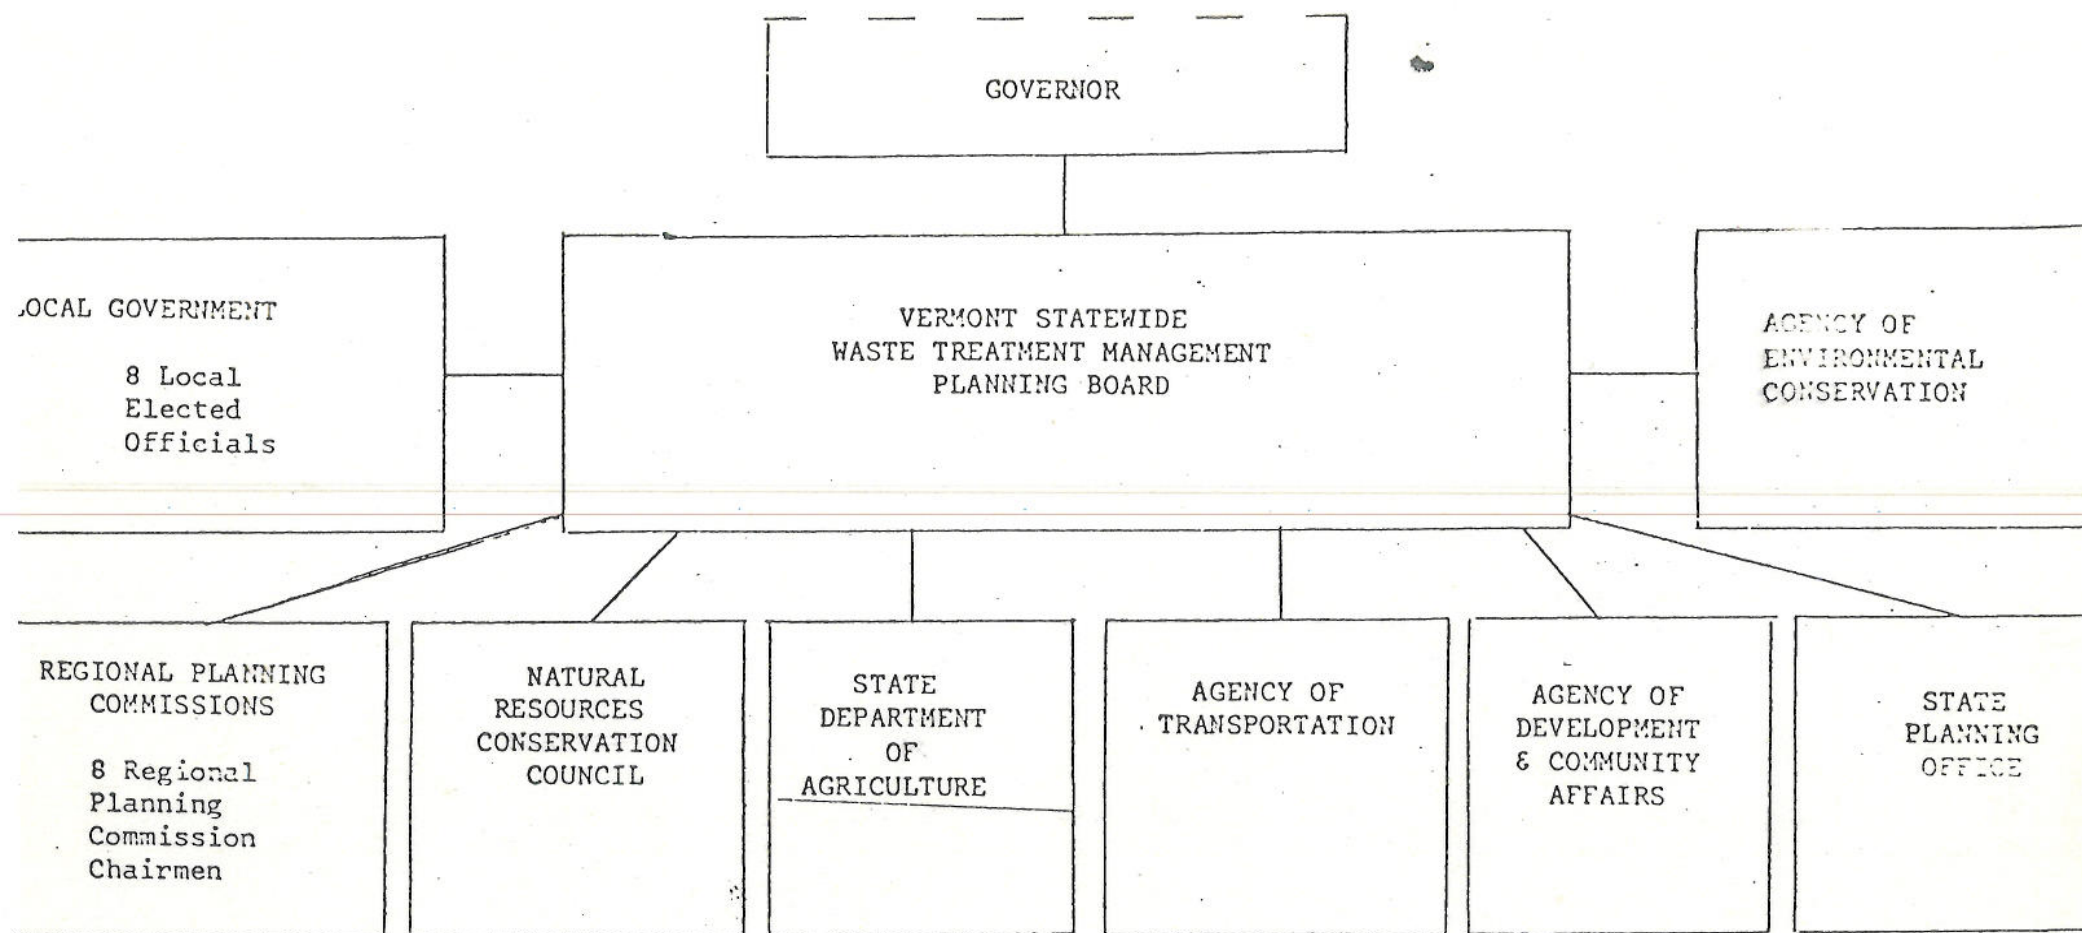 GOVERNOR
LOCAL GOVERNMENT
8 Local
Elected
Officials
VERMONT STATEWIDE
WASTE TREATMENT MANAGEMENT
PLANNING BOARD
AGENCY OF
ENVIRONMENTAL
CONSERVATION
REGIONAL PLANNING
COMMISSIONS
8 Regional
Planning
Commission
Chairmen
NATURAL
RESOURCES
CONSERVATION
COUNCIL
STATE
DEPARTMENT
OF
AGRICULTURE
AGENCY OF
TRANSPORTATION
AGENCY OF
DEVELOPMENT
& COMMUNITY
AFFAIRS
STATE
PLANNING
OFFICE